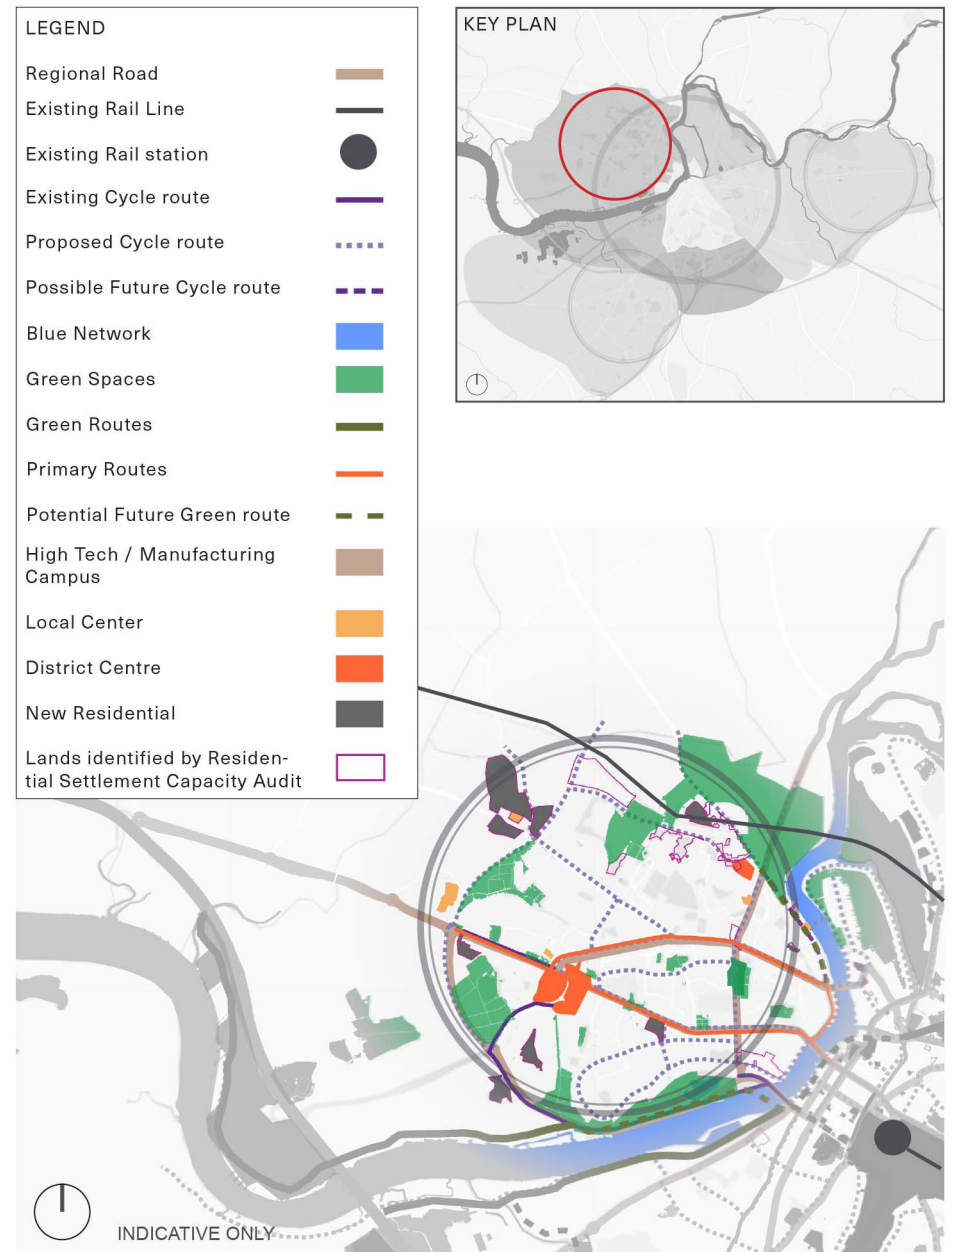 LEGEND
Regional Road
Existing Rail Line
Existing Rail station
Existing Cycle route
Proposed Cycle route
Possible Future Cycle route
Blue Network
Green Spaces
Green Routes
Primary Routes
Potential Future Green route
High Tech / Manufacturing
Campus
Local Center
District Centre
New Residential
Lands identified by Residen-
tial Settlement Capacity Audit
KEY PLAN
INDICATIVE ONLY